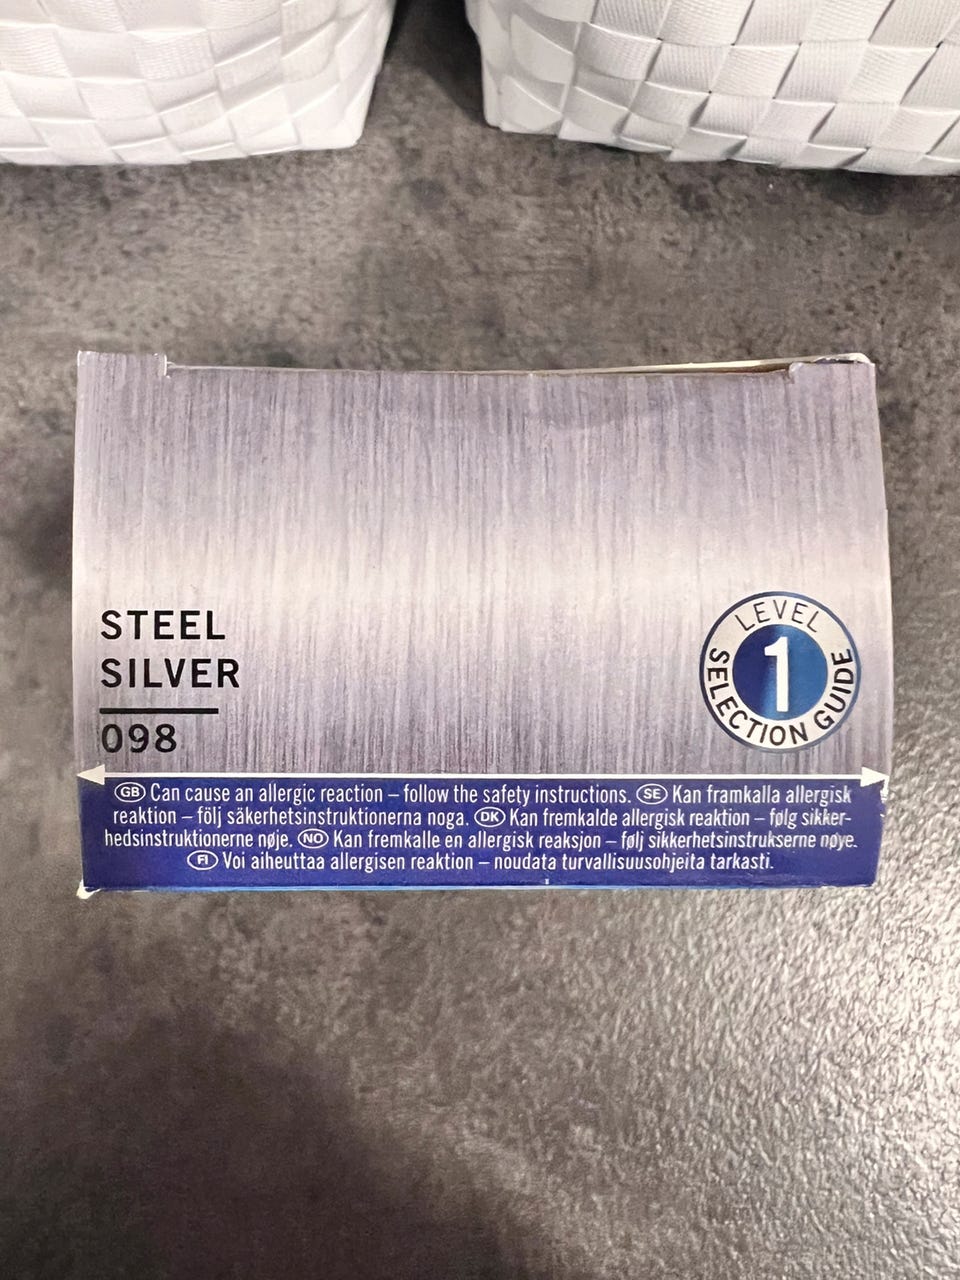 STEEL
SILVER
098
LEVEL
1
SELECTION GUIDE
GB Can cause an allergic reaction – follow the safety instructions. SE Kan framkalla allergisk
reaktion – följ säkerhetsinstruktionerna noga. DK Kan fremkalde allergisk reaktion – følg sikker-
hedsinstruktionerne nøje. NO Kan fremkalle en allergisk reaksjon – følj sikkerhetsinstrukserne nøye.
FI Voi aiheuttaa allergisen reaktion – noudata turvallisuusohjeita tarkasti.